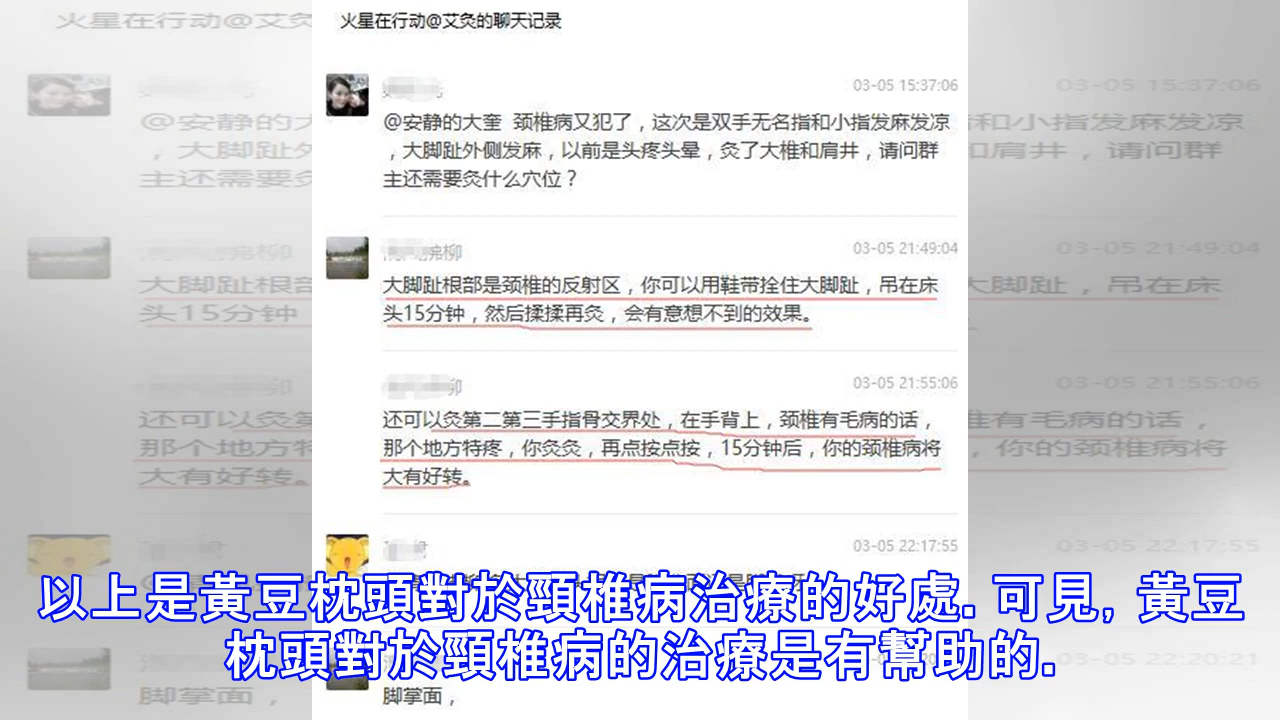 火星在行动@艾灸的聊天记录
03-05 15:37:06
@安静的大奎 颈椎病又犯了，这次是双手无名指和小指发麻发凉
，大脚趾外侧发麻，以前是头疼头晕，灸了大椎和肩井，请问群
主还需要灸什么穴位？
拂柳
03-05 21:49:04
大脚趾根部是颈椎的反射区，你可以用鞋带拴住大脚趾，吊在床
头15分钟，然后揉揉再灸，会有意想不到的效果。
03-05 21:55:06
还可以灸第二第三手指骨交界处，在手背上，颈椎有毛病的话，
那个地方特疼，你灸灸，再点按点按，15分钟后，你的颈椎病将
大有好转。
03-05 22:17:55
以上是黃豆枕頭對於頸椎病治療的好處.可見,黃豆
枕頭對於頸椎病的治療是有幫助的.
脚掌面，